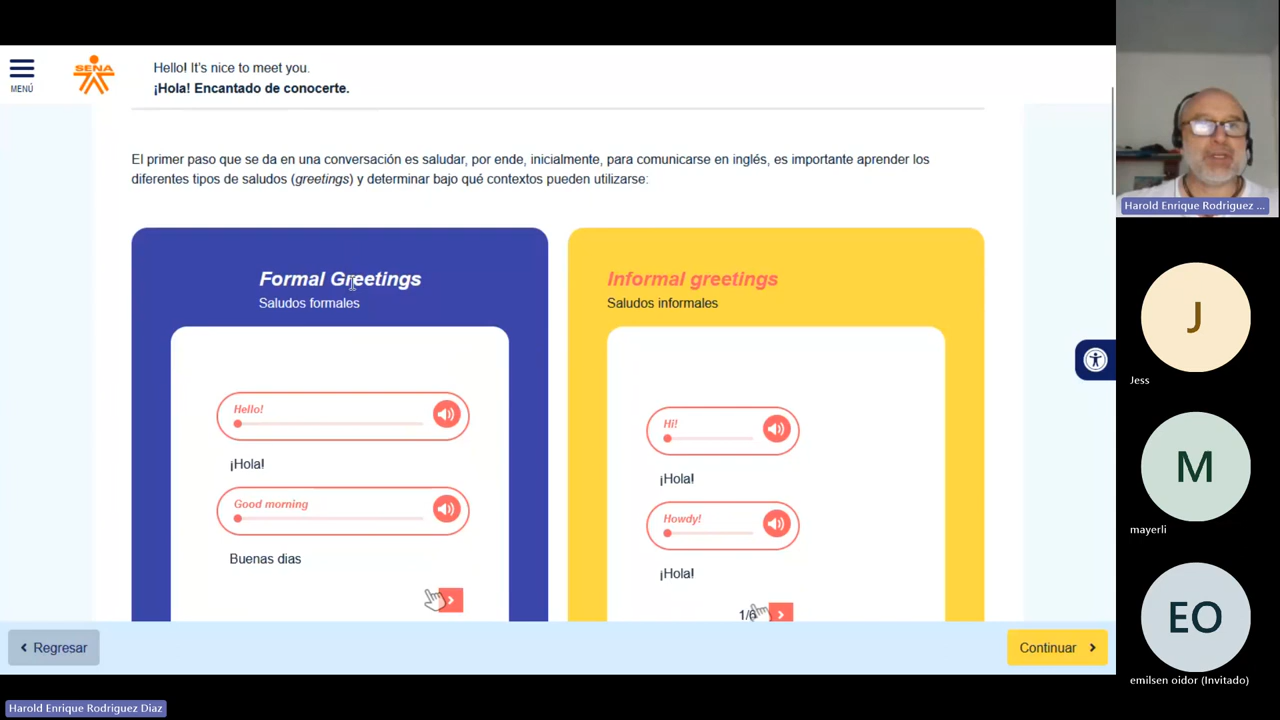 MENÚ
SENA
Hello! It's nice to meet you.
¡Hola! Encantado de conocerte.
El primer paso que se da en una conversación es saludar, por ende, inicialmente, para comunicarse en inglés, es importante aprender los
diferentes tipos de saludos (greetings) y determinar bajo qué contextos pueden utilizarse:
Formal Greetings
Saludos formales
Hello!
¡Hola!
Good morning
Buenas dias
Informal greetings
Saludos informales
Hi!
¡Hola!
Howdy!
¡Hola!
1/6
Regresar
Continuar
Harold Enrique Rodriguez Diaz
Harold Enrique Rodriguez ...
J
Jess
M
mayerli
EO
emilsen oidor (Invitado)